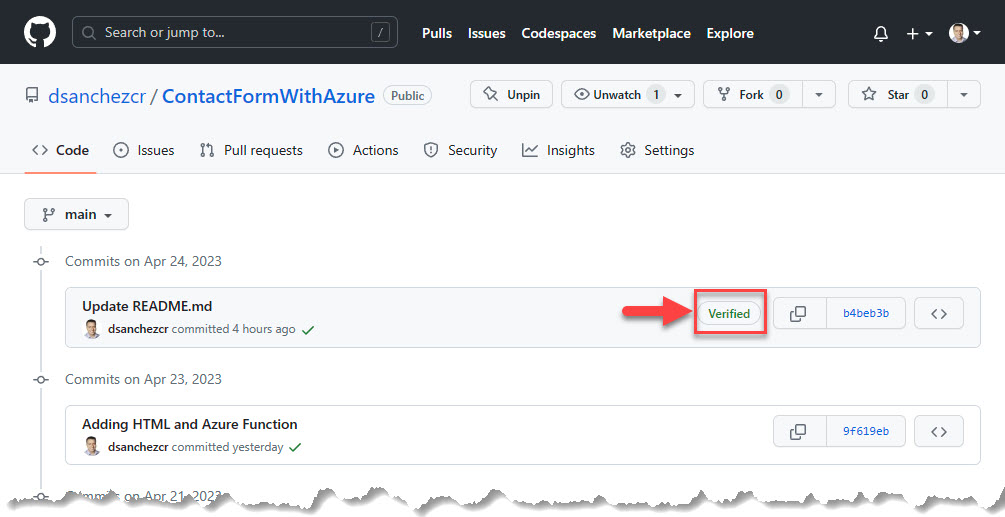 Search or jump to... / Pulls Issues Codespaces Marketplace Explore
dsanchezcr / ContactFormWithAzure Public Unpin Unwatch 1 Fork 0 Star 0
Code Issues Pull requests Actions Security Insights Settings
main
Commits on Apr 24, 2023
Update README.md
Verified b4beb3b
dsanchezcr committed 4 hours ago
Commits on Apr 23, 2023
Adding HTML and Azure Function
9f619eb
dsanchezcr committed yesterday
Commits on Apr 21, 2023